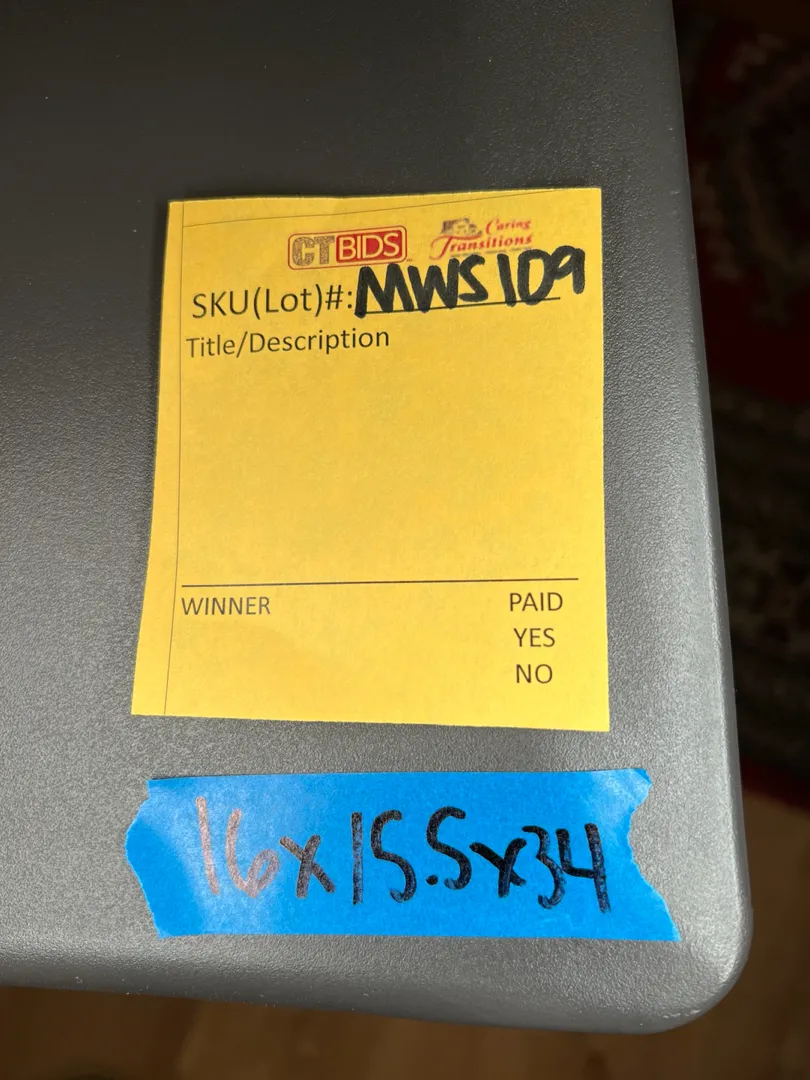 CTBIDS
Caring
Transitions
SKU(Lot)#: MWS109
Title/Description
WINNER
PAID
YES
NO
16x15.5x34